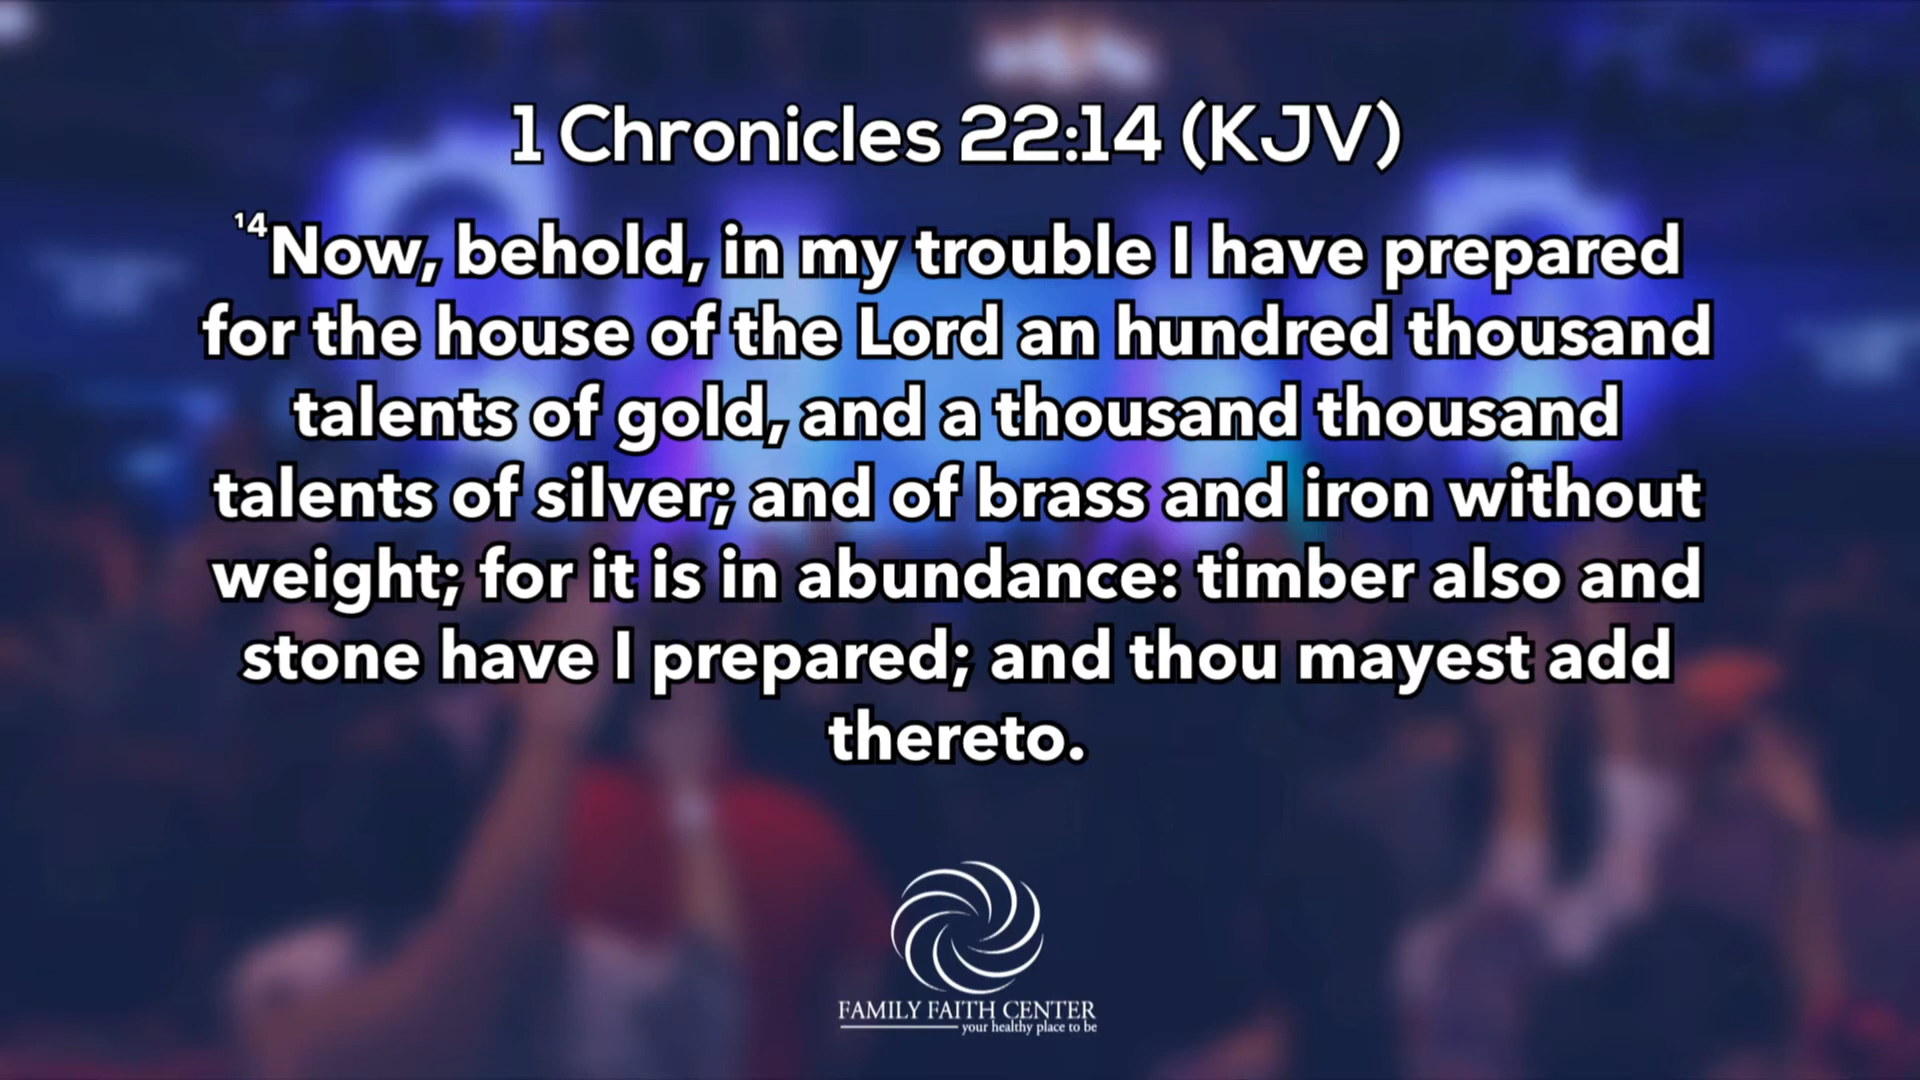 1 Chronicles 22:14 (KJV)
¹⁴Now, behold, in my trouble I have prepared
for the house of the Lord an hundred thousand
talents of gold, and a thousand thousand
talents of silver; and of brass and iron without
weight; for it is in abundance: timber also and
stone have I prepared; and thou mayest add
thereto.
FAMILY FAITH CENTER
your healthy place to be